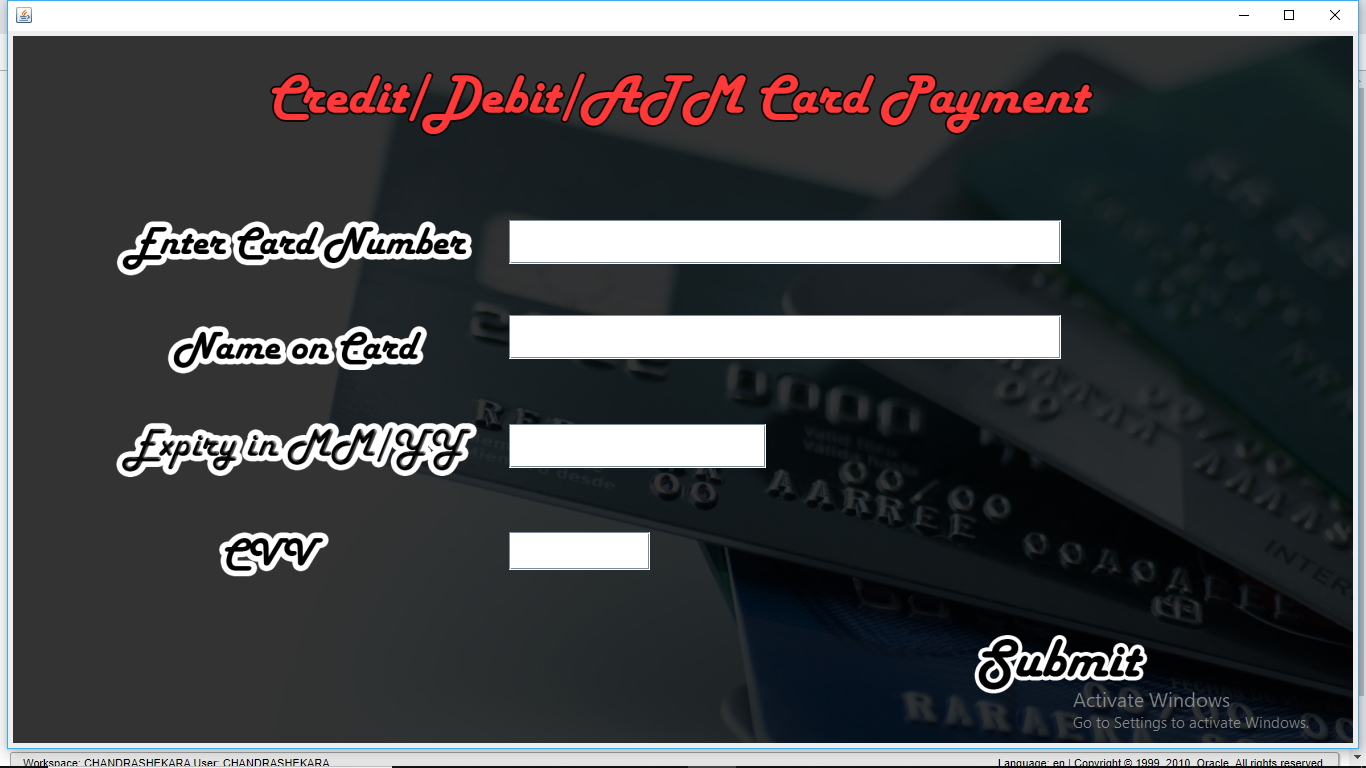 Credit/Debit/ATM Card Payment
Enter Card Number
Name on Card
Expiry in MM/YY
CVV
Submit
Activate Windows
Go to Settings to activate Windows.
Workspace: CHANDRASHEKARA User: CHANDRASHEKARA
Language: en | Copyright © 1999, 2010, Oracle. All rights reserved.